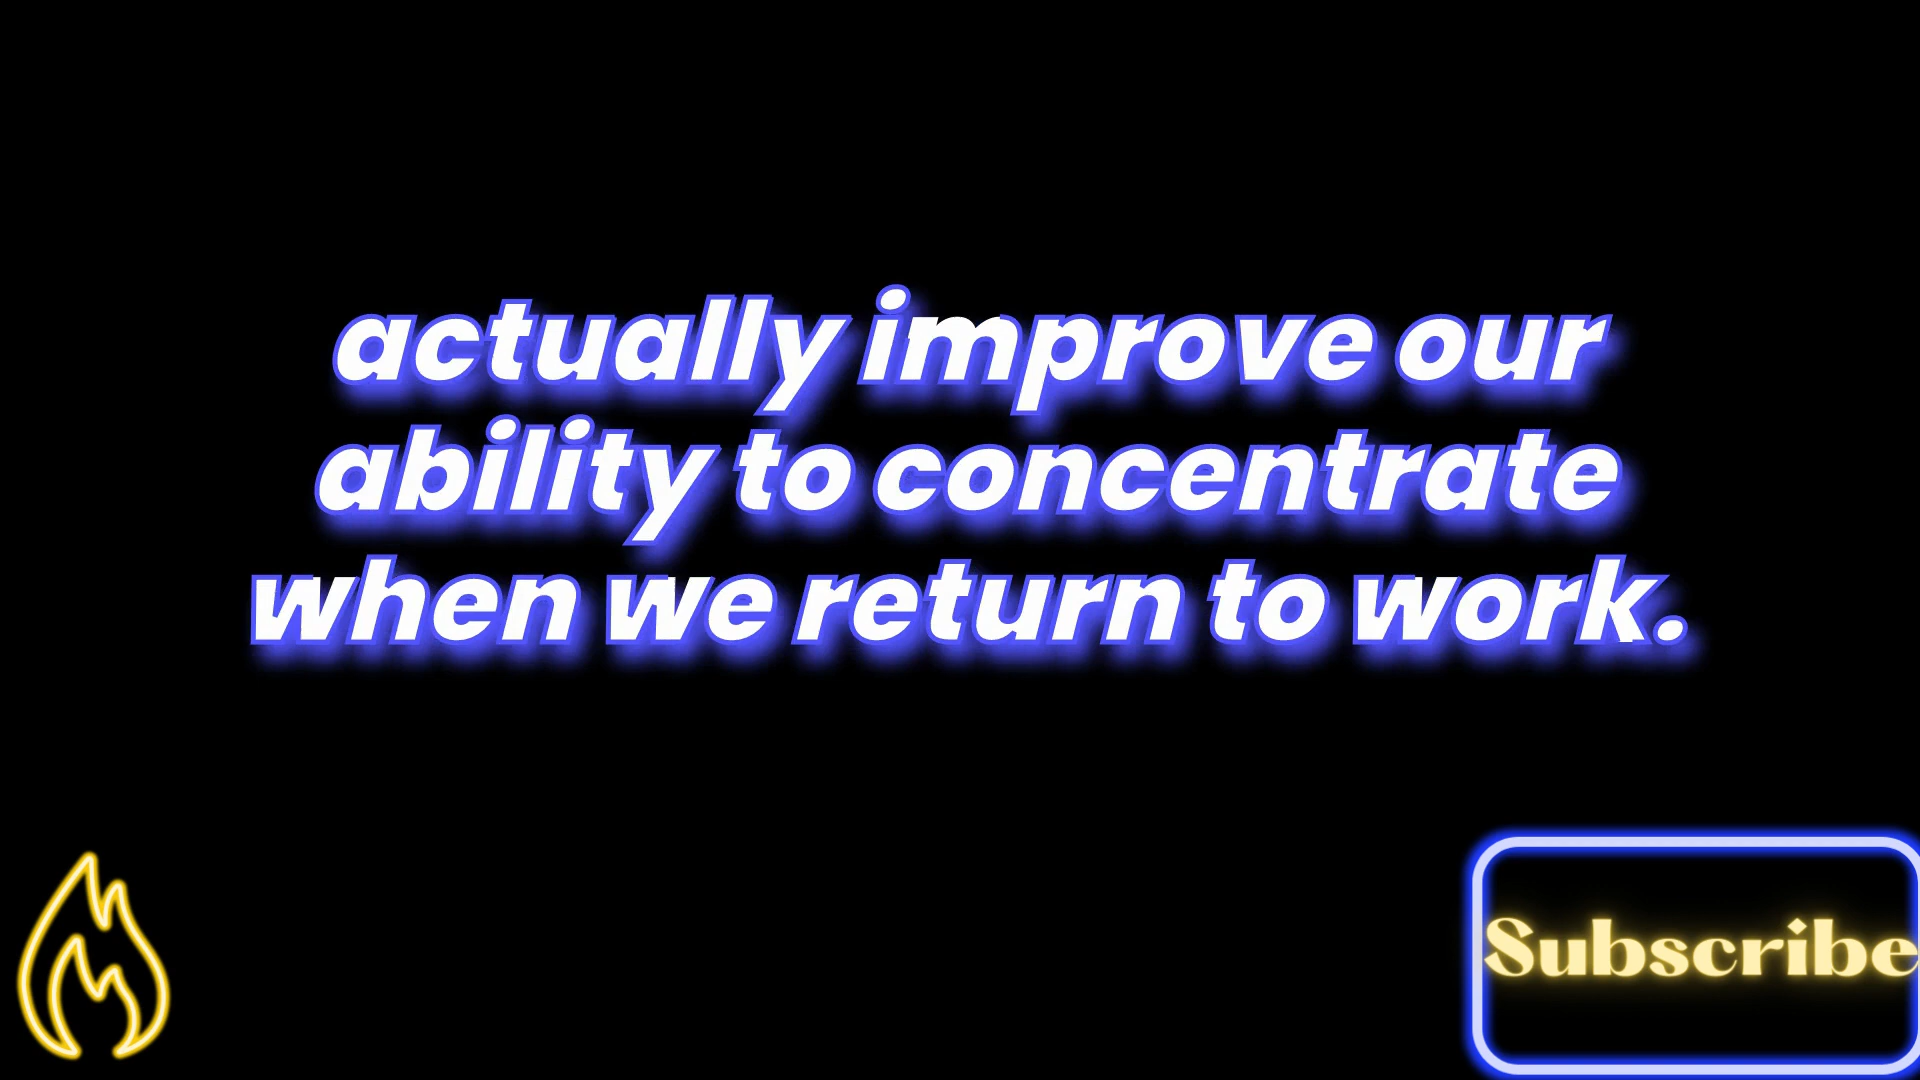 actually improve our
ability to concentrate
when we return to work.
Subscribe